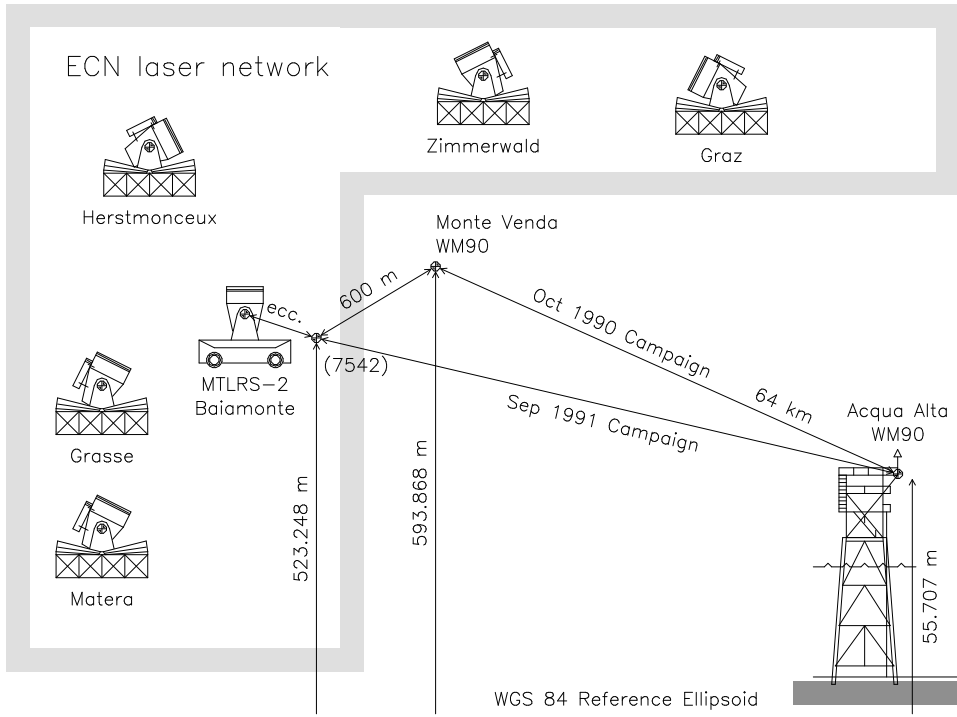 ECN laser network
Zimmerwald
Graz
Herstmonceux
Monte Venda
WM90
600 m
ecc.
Oct 1990 Campaign
64 km
(7542)
MTLRS-2
Baiamonte
Sep 1991 Campaign
Acqua Alta
WM90
Grasse
523.248 m
593.868 m
55.707 m
Matera
WGS 84 Reference Ellipsoid